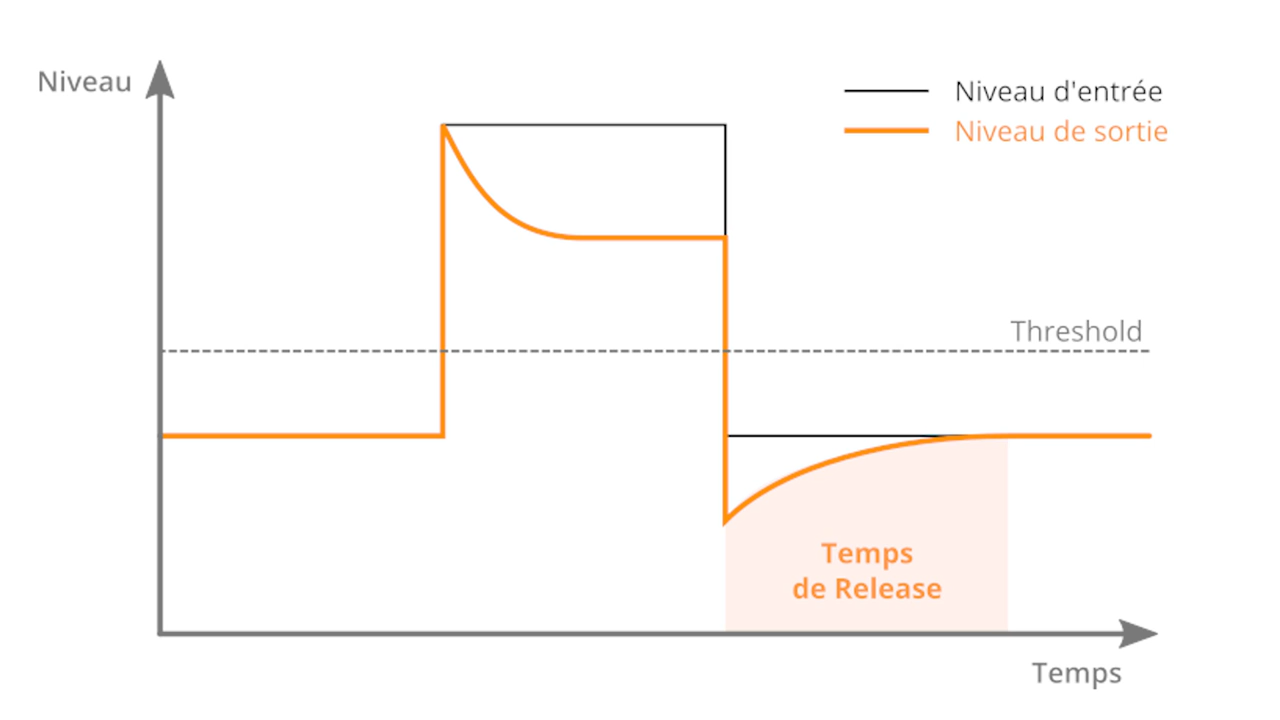 Niveau
Niveau d'entrée
Niveau de sortie
Threshold
Temps
de Release
Temps